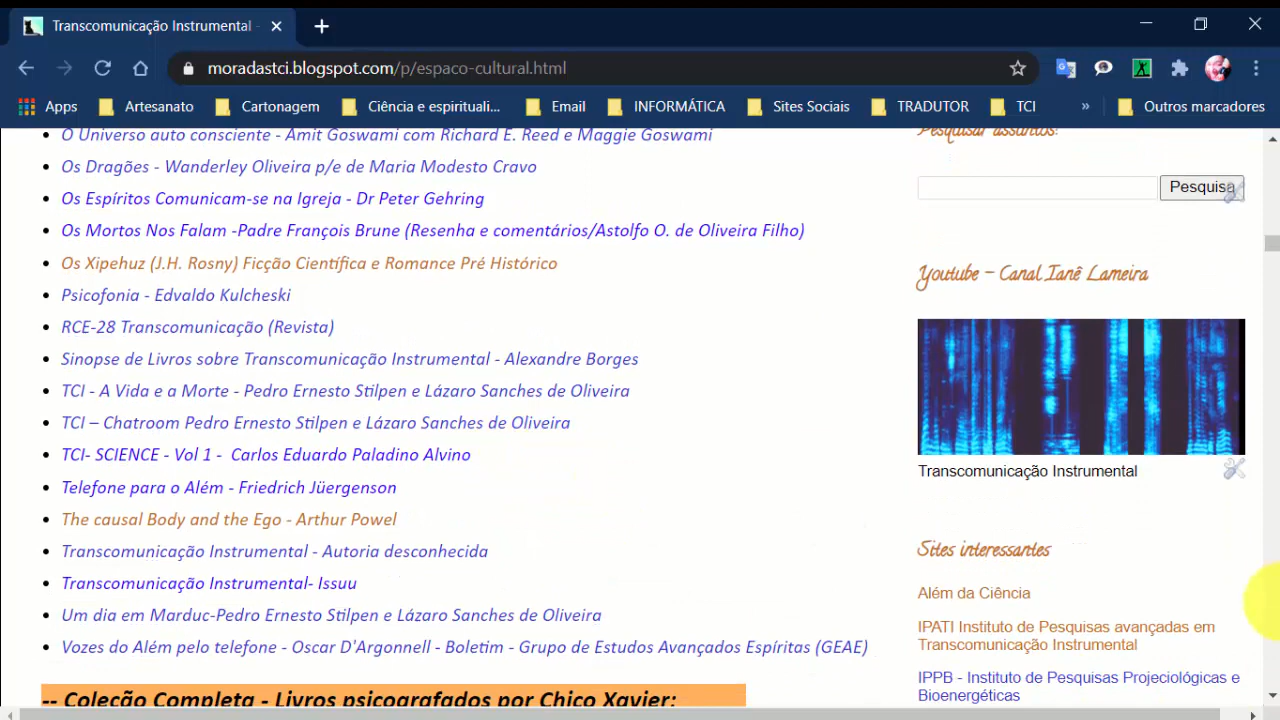 Transcomunicação Instrumental -
moradastci.blogspot.com/p/espaco-cultural.html
Apps Artesanato Cartonagem Ciência e espirituali... Email INFORMÁTICA Sites Sociais TRADUTOR TCI » Outros marcadores
O Universo auto consciente - Amit Goswami com Richard E. Reed e Maggie Goswami
Os Dragões - Wanderley Oliveira p/e de Maria Modesto Cravo
Os Espíritos Comunicam-se na Igreja - Dr Peter Gehring
Os Mortos Nos Falam -Padre François Brune (Resenha e comentários/Astolfo O. de Oliveira Filho)
Os Xipehuz (J.H. Rosny) Ficção Científica e Romance Pré Histórico
Psicofonia - Edvaldo Kulcheski
RCE-28 Transcomunicação (Revista)
Sinopse de Livros sobre Transcomunicação Instrumental - Alexandre Borges
TCI - A Vida e a Morte - Pedro Ernesto Stilpen e Lázaro Sanches de Oliveira
TCI – Chatroom Pedro Ernesto Stilpen e Lázaro Sanches de Oliveira
TCI- SCIENCE - Vol 1 - Carlos Eduardo Paladino Alvino
Telefone para o Além - Friedrich Jüergenson
The causal Body and the Ego - Arthur Powel
Transcomunicação Instrumental - Autoria desconhecida
Transcomunicação Instrumental- Issuu
Um dia em Marduc-Pedro Ernesto Stilpen e Lázaro Sanches de Oliveira
Vozes do Além pelo telefone - Oscar D'Argonnell - Boletim - Grupo de Estudos Avançados Espíritas (GEAE)
-- Coleção Completa - Livros psicografados por Chico Xavier:
Pesquisar assuntos:
Pesquisa
Youtube - Canal Ianê Lameira
Transcomunicação Instrumental
Sites interessantes
Além da Ciência
IPATI Instituto de Pesquisas avançadas em
Transcomunicação Instrumental
IPPB - Instituto de Pesquisas Projeciológicas e
Bioenergéticas